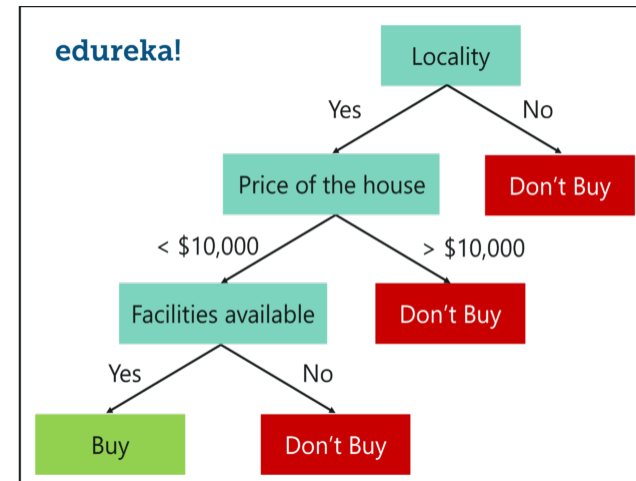 edureka!
Locality
Yes
No
Price of the house
Don't Buy
< $10,000
> $10,000
Facilities available
Don't Buy
Yes
No
Buy
Don't Buy